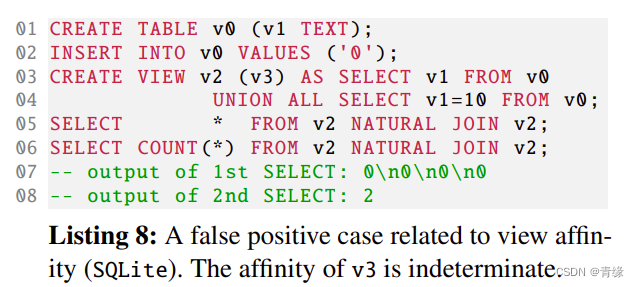 01 CREATE TABLE v0 (v1 TEXT);
02 INSERT INTO v0 VALUES ('0');
03 CREATE VIEW v2 (v3) AS SELECT v1 FROM v0
04 UNION ALL SELECT v1=10 FROM v0;
05 SELECT * FROM v2 NATURAL JOIN v2;
06 SELECT COUNT(*) FROM v2 NATURAL JOIN v2;
07 -- output of 1st SELECT: 0\n0\n0\n0
08 -- output of 2nd SELECT: 2
Listing 8: A false positive case related to view affin-
ity (SQLite). The affinity of v3 is indeterminate.
CSDN @青缘